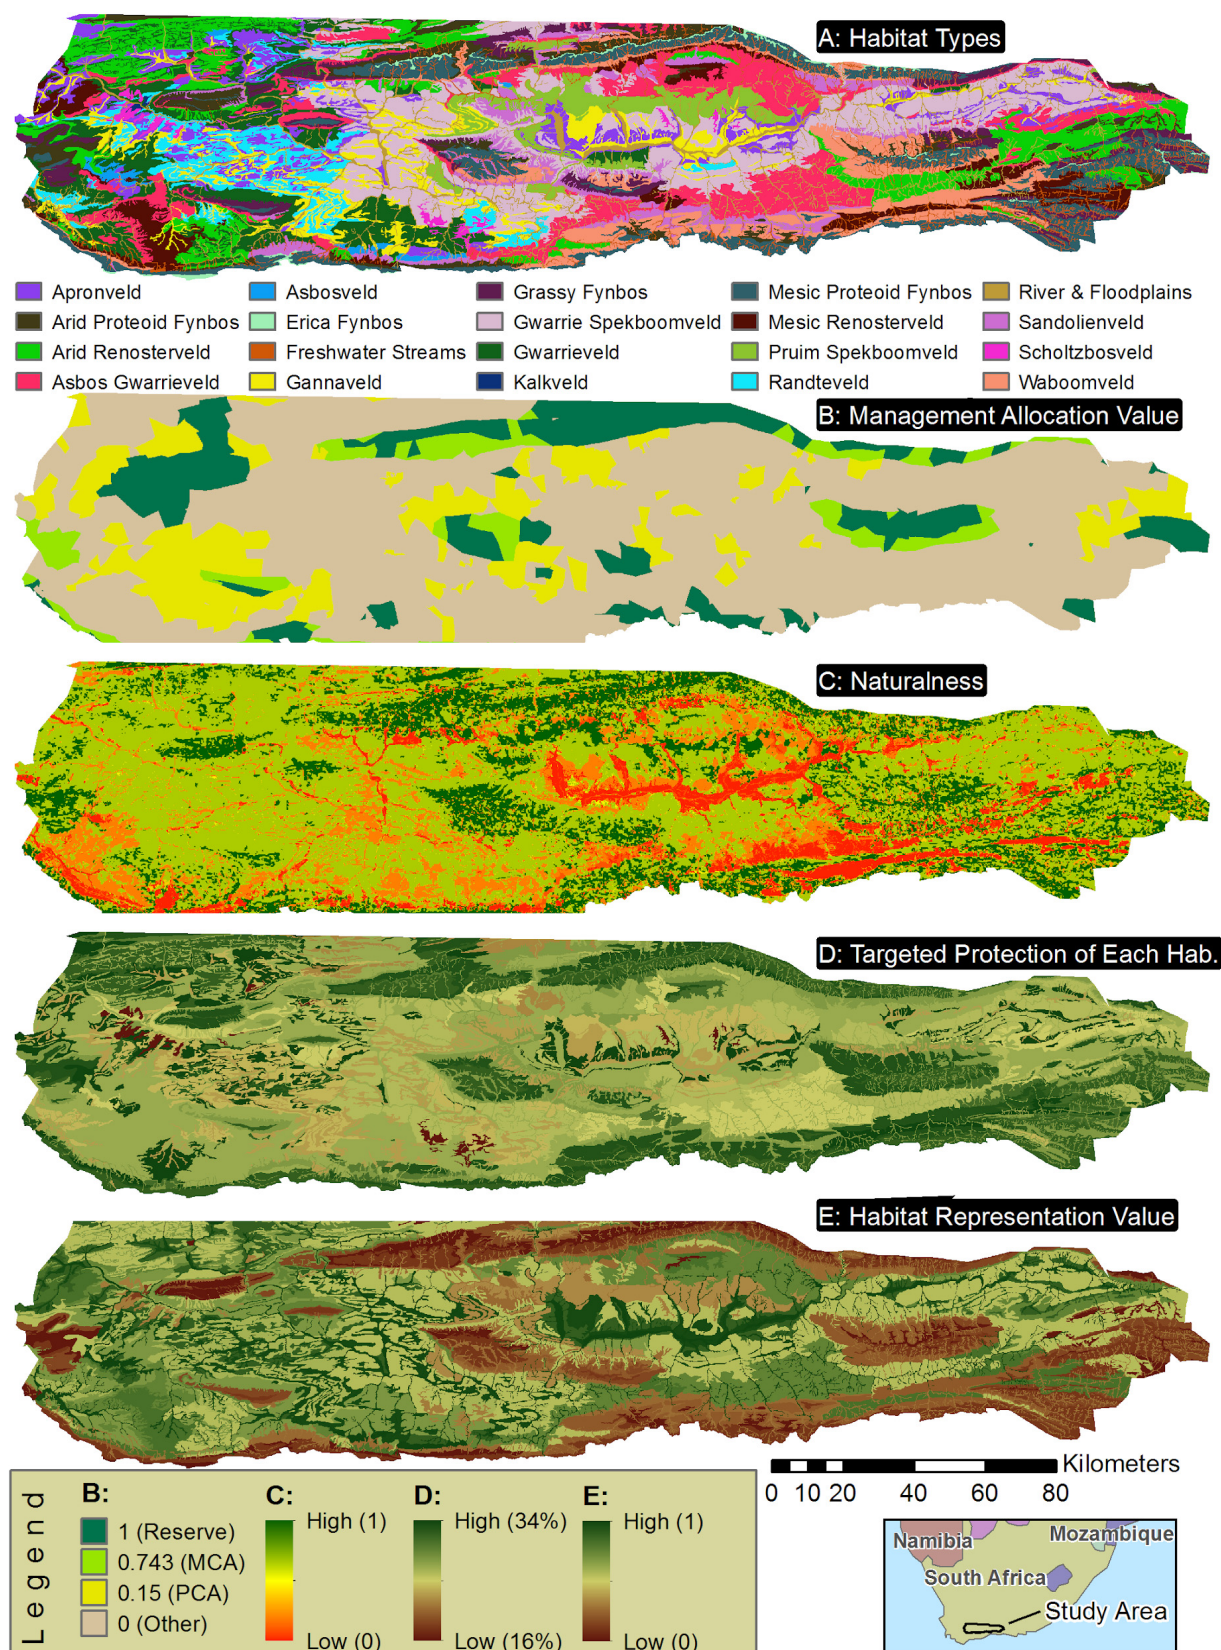 A: Habitat Types
Apronveld
Asbosveld
Grassy Fynbos
Mesic Proteoid Fynbos
River & Floodplains
Arid Proteoid Fynbos
Erica Fynbos
Gwarrie Spekboomveld
Mesic Renosterveld
Sandolienveld
Arid Renosterveld
Freshwater Streams
Gwarrieveld
Pruim Spekboomveld
Scholtzbosveld
Asbos Gwarrieveld
Gannaveld
Kalkveld
Randteveld
Waboomveld
B: Management Allocation Value
C: Naturalness
D: Targeted Protection of Each Hab.
E: Habitat Representation Value
Legend
B:
1 (Reserve)
0.743 (MCA)
0.15 (PCA)
0 (Other)
C:
High (1)
Low (0)
D:
High (34%)
Low (16%)
E:
High (1)
Low (0)
Kilometers
0 10 20 40 60 80
Namibia
Mozambique
South Africa
Study Area